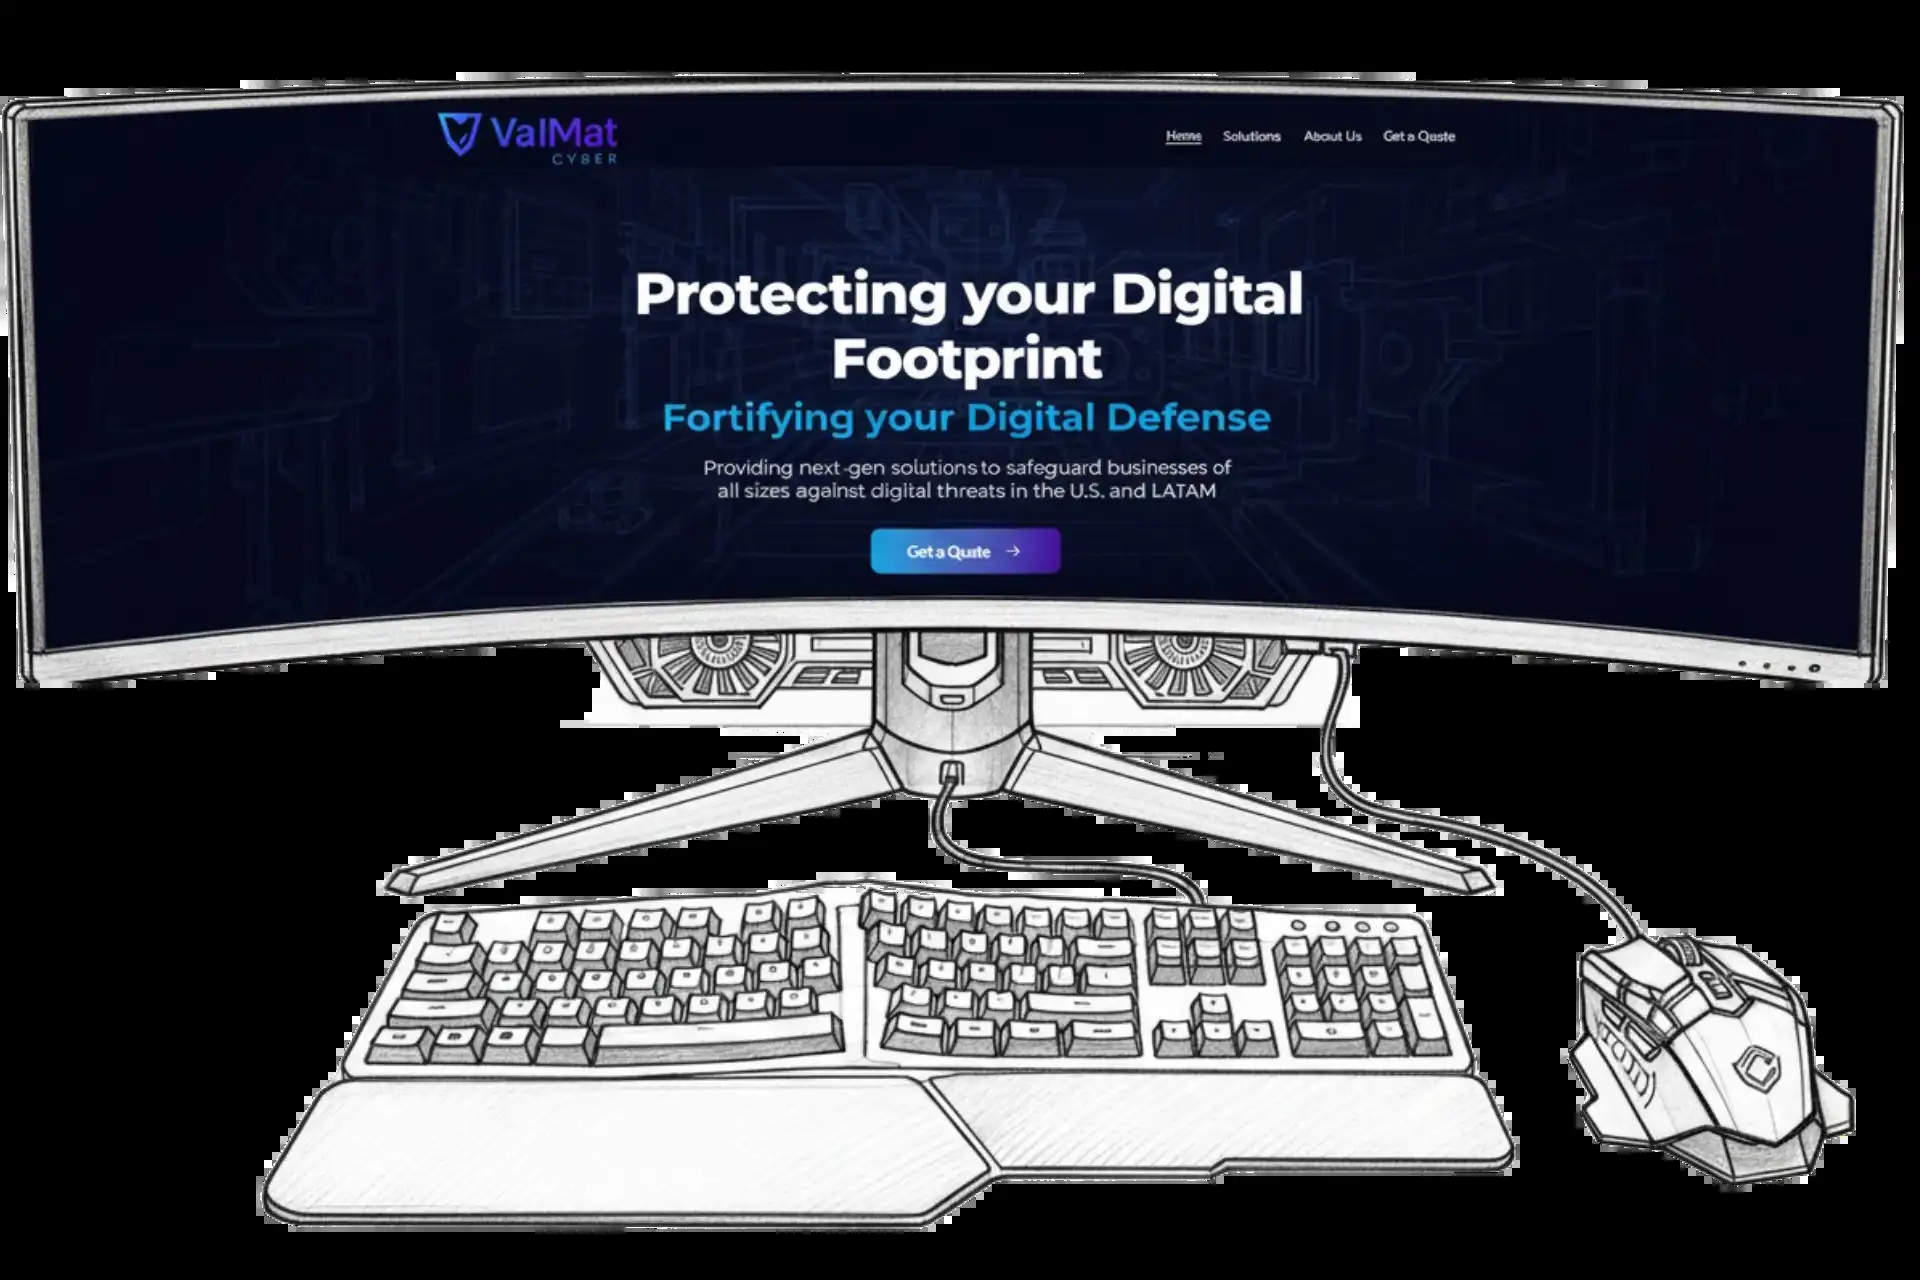 ValMat
CYBER
Home Solutions About Us Get a Quote
Protecting your Digital
Footprint
Fortifying your Digital Defense
Providing next-gen solutions to safeguard businesses of
all sizes against digital threats in the U.S. and LATAM
Get a Quote →